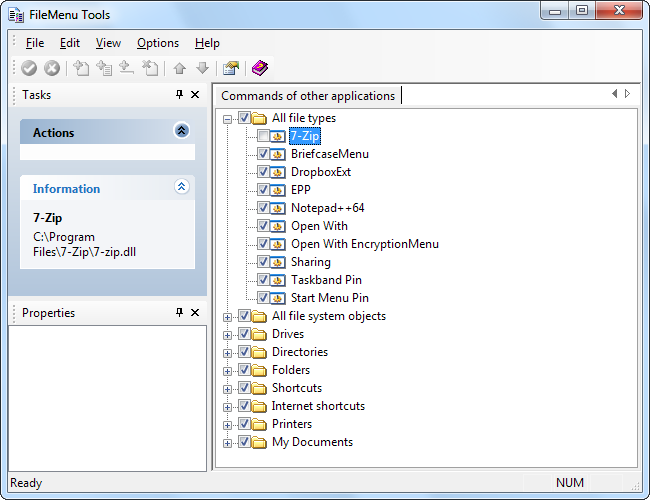 FileMenu Tools
File Edit View Options Help
Tasks
Actions
Information
7-Zip
C:\Program
Files\7-Zip\7-zip.dll
Properties
Commands of other applications
All file types
7-Zip
BriefcaseMenu
DropboxExt
EPP
Notepad++64
Open With
Open With EncryptionMenu
Sharing
Taskband Pin
Start Menu Pin
All file system objects
Drives
Directories
Folders
Shortcuts
Internet shortcuts
Printers
My Documents
Ready NUM